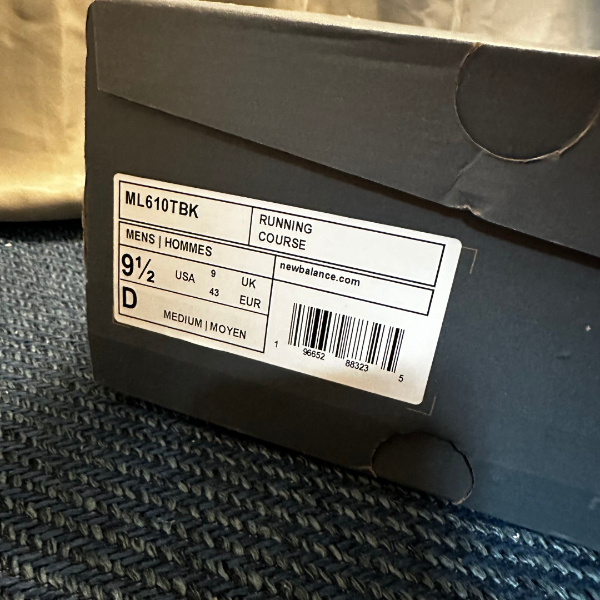 ML610TBK
RUNNING
COURSE
MENS | HOMMES
9½ USA 9 UK
43 EUR
D MEDIUM | MOYEN
newbalance.com
1 96652 88323 5